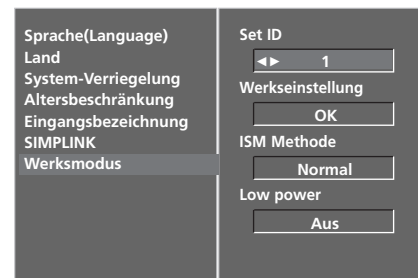 Sprache(Language)
Land
System-Verriegelung
Altersbeschränkung
Eingangsbezeichnung
SIMPLINK
Werksmodus
Set ID
◄► 1
Werkseinstellung
OK
ISM Methode
Normal
Low power
Aus